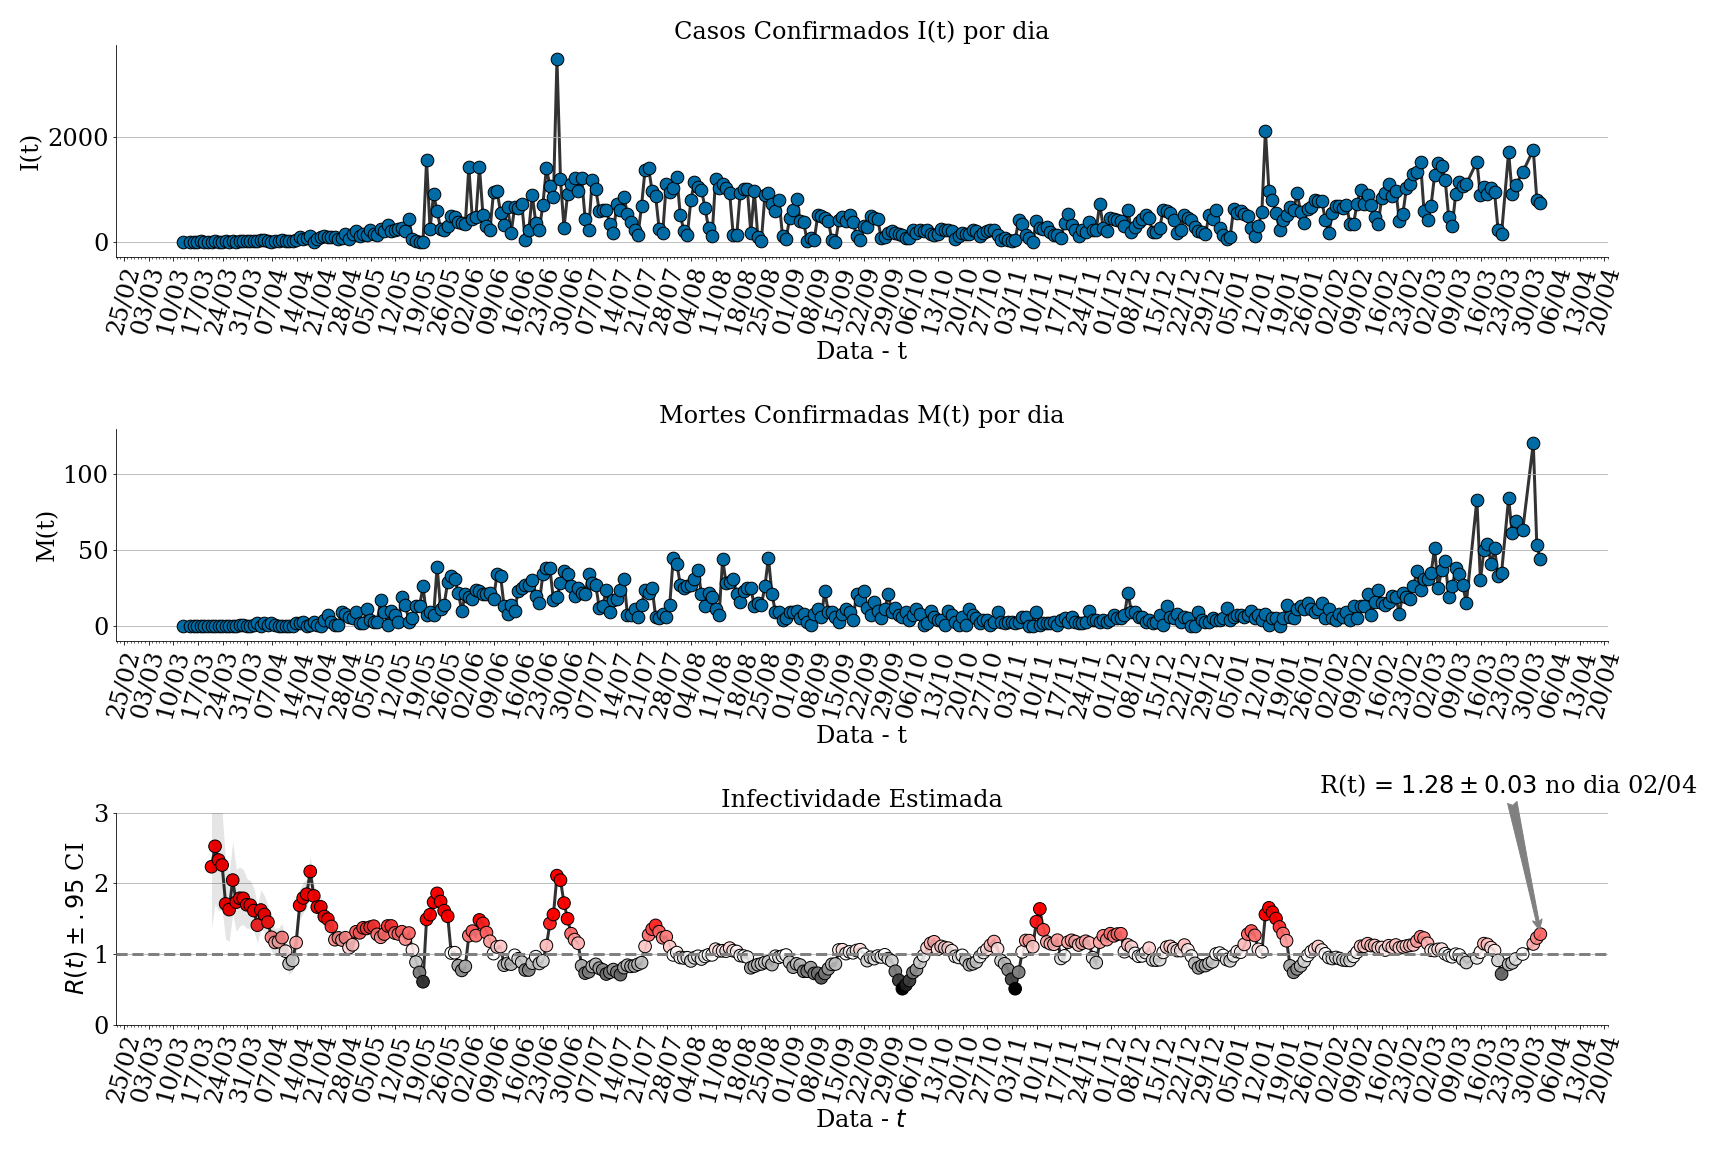 Casos Confirmados I(t) por dia
I(t)
2000
0
25/02 03/03 10/03 17/03 24/03 31/03 07/04 14/04 21/04 28/04 05/05 12/05 19/05 26/05 02/06 09/06 16/06 23/06 30/06 07/07 14/07 21/07 28/07 04/08 11/08 18/08 25/08 01/09 08/09 15/09 22/09 29/09 06/10 13/10 20/10 27/10 03/11 10/11 17/11 24/11 01/12 08/12 15/12 22/12 29/12 05/01 12/01 19/01 26/01 02/02 09/02 16/02 23/02 02/03 09/03 16/03 23/03 30/03 06/04 13/04 20/04
Data - t
Mortes Confirmadas M(t) por dia
M(t)
100
50
0
25/02 03/03 10/03 17/03 24/03 31/03 07/04 14/04 21/04 28/04 05/05 12/05 19/05 26/05 02/06 09/06 16/06 23/06 30/06 07/07 14/07 21/07 28/07 04/08 11/08 18/08 25/08 01/09 08/09 15/09 22/09 29/09 06/10 13/10 20/10 27/10 03/11 10/11 17/11 24/11 01/12 08/12 15/12 22/12 29/12 05/01 12/01 19/01 26/01 02/02 09/02 16/02 23/02 02/03 09/03 16/03 23/03 30/03 06/04 13/04 20/04
Data - t
R(t) = 1.28 ± 0.03 no dia 02/04
Infectividade Estimada
R(t) ± .95 CI
3
2
1
0
25/02 03/03 10/03 17/03 24/03 31/03 07/04 14/04 21/04 28/04 05/05 12/05 19/05 26/05 02/06 09/06 16/06 23/06 30/06 07/07 14/07 21/07 28/07 04/08 11/08 18/08 25/08 01/09 08/09 15/09 22/09 29/09 06/10 13/10 20/10 27/10 03/11 10/11 17/11 24/11 01/12 08/12 15/12 22/12 29/12 05/01 12/01 19/01 26/01 02/02 09/02 16/02 23/02 02/03 09/03 16/03 23/03 30/03 06/04 13/04 20/04
Data - t